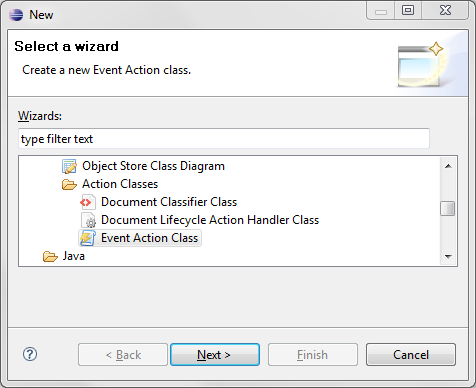 New
Select a wizard
Create a new Event Action class.
Wizards:
type filter text
Object Store Class Diagram
Action Classes
Document Classifier Class
Document Lifecycle Action Handler Class
Event Action Class
Java
? < Back Next > Finish Cancel